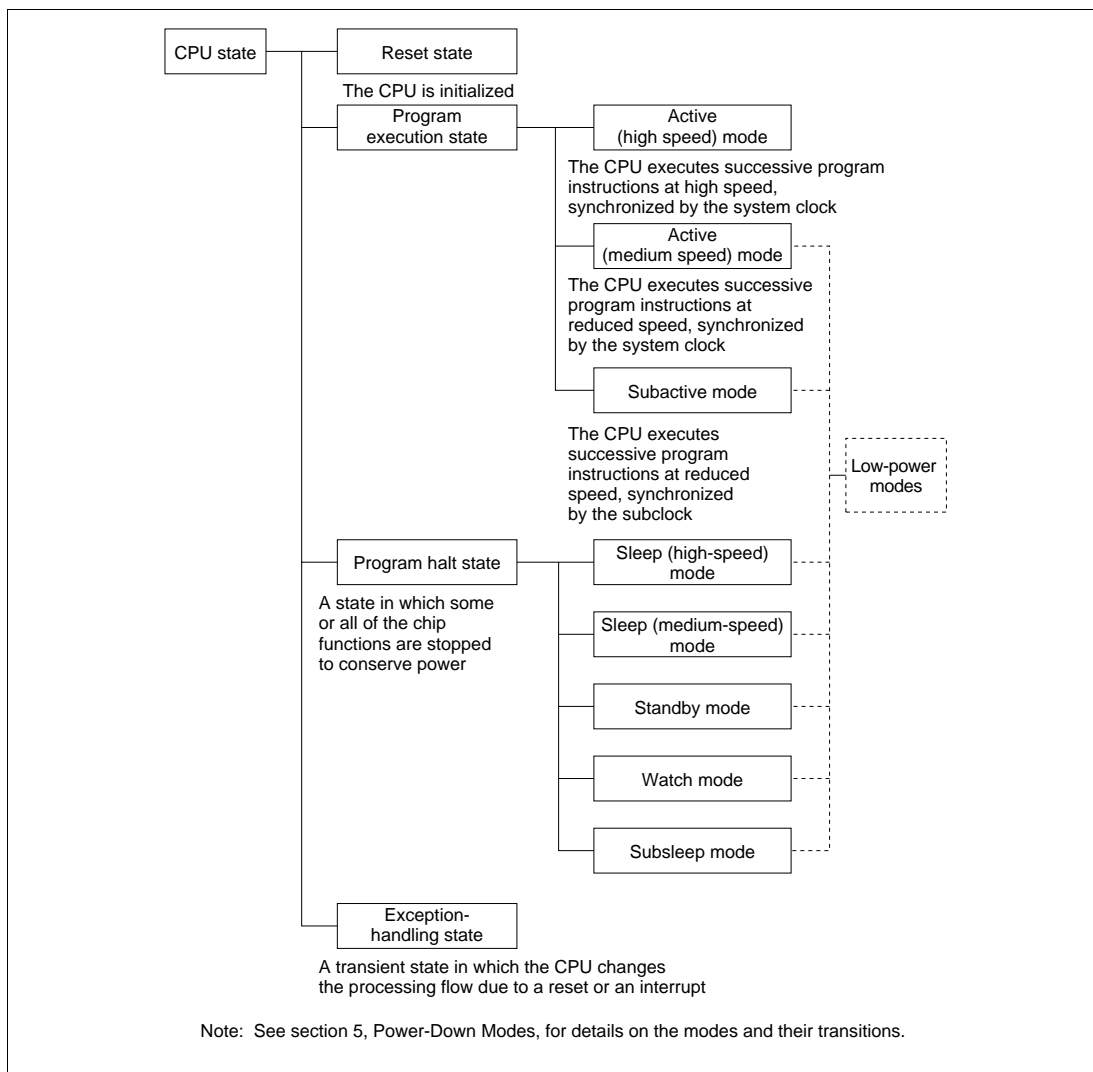 CPU state
Reset state
The CPU is initialized
Program
execution state
Active
(high speed) mode
The CPU executes successive program
instructions at high speed,
synchronized by the system clock
Active
(medium speed) mode
The CPU executes successive
program instructions at
reduced speed, synchronized
by the system clock
Subactive mode
The CPU executes
successive program
instructions at reduced
speed, synchronized
by the subclock
Low-power
modes
Program halt state
A state in which some
or all of the chip
functions are stopped
to conserve power
Sleep (high-speed)
mode
Sleep (medium-speed)
mode
Standby mode
Watch mode
Subsleep mode
Exception-
handling state
A transient state in which the CPU changes
the processing flow due to a reset or an interrupt
Note: See section 5, Power-Down Modes, for details on the modes and their transitions.